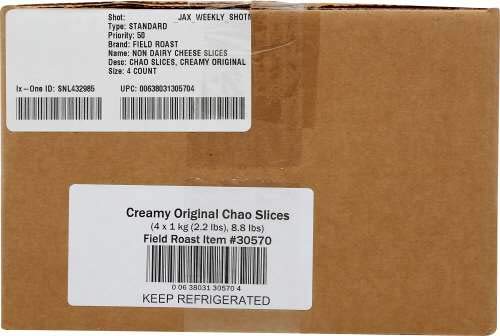 Shot: _JAX_WEEKLY_SHOTM
Type: STANDARD
Priority: 50
Brand: FIELD ROAST
Name: NON DAIRY CHEESE SLICES
Desc: CHAO SLICES, CREAMY ORIGINAL
Size: 4 COUNT
Ix-One ID: SNL432985 UPC: 00638031305704
Creamy Original Chao Slices
(4 x 1 kg (2.2 lbs), 8.8 lbs)
Field Roast Item #30570
0 06 38031 30570 4
KEEP REFRIGERATED